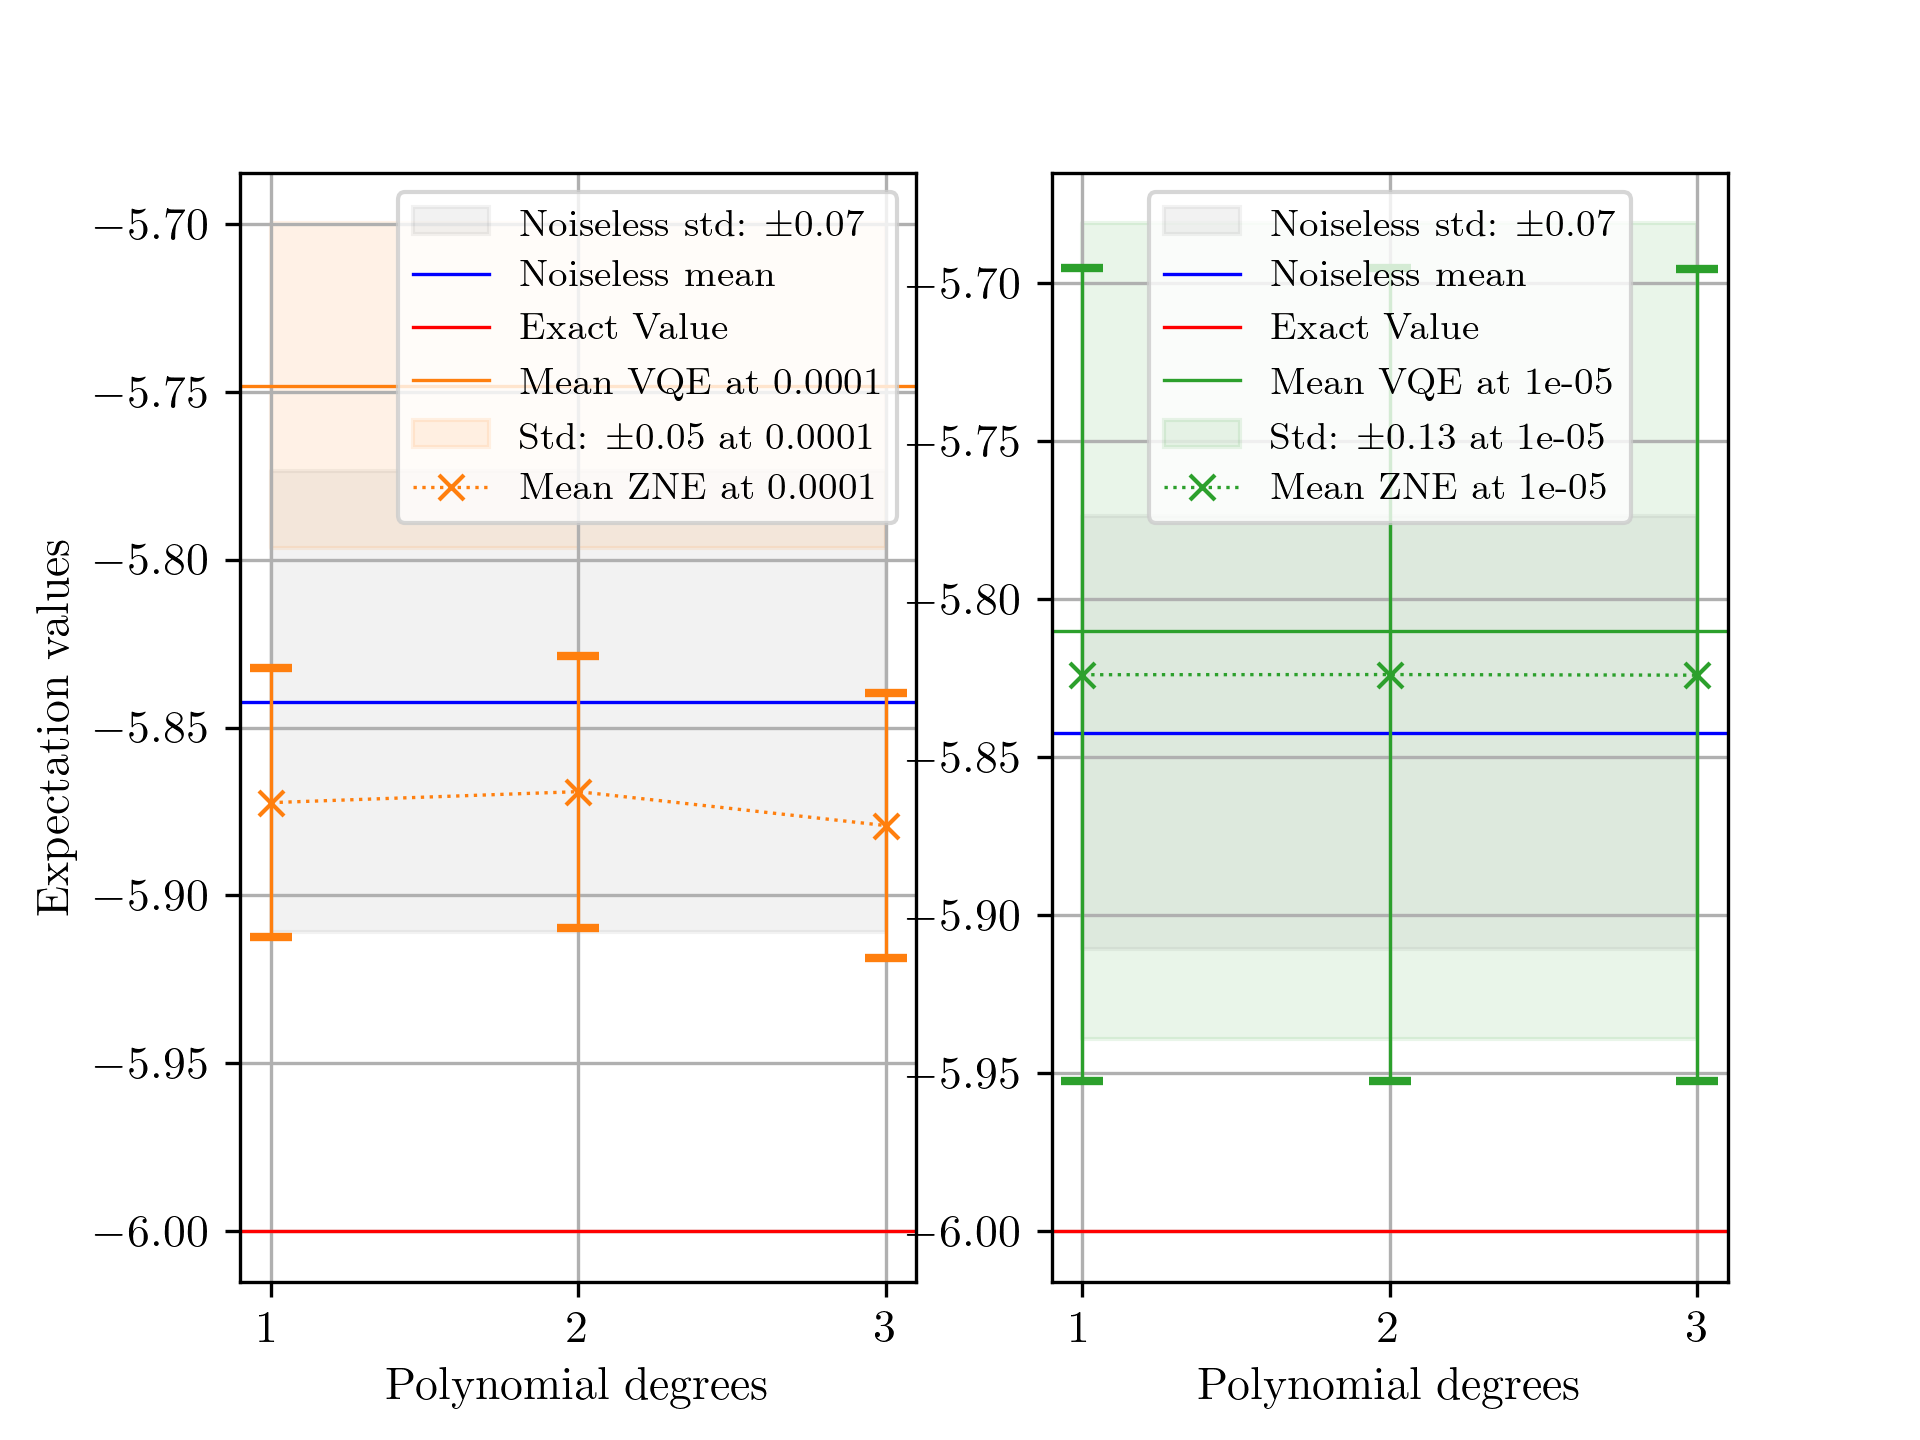 Expectation values
−5.70
−5.75
−5.80
−5.85
−5.90
−5.95
−6.00
Noiseless std: ±0.07
Noiseless mean
Exact Value
Mean VQE at 0.0001
Std: ±0.05 at 0.0001
Mean ZNE at 0.0001
1 2 3
Polynomial degrees
−5.70
−5.75
−5.80
−5.85
−5.90
−5.95
−6.00
Noiseless std: ±0.07
Noiseless mean
Exact Value
Mean VQE at 1e-05
Std: ±0.13 at 1e-05
Mean ZNE at 1e-05
1 2 3
Polynomial degrees